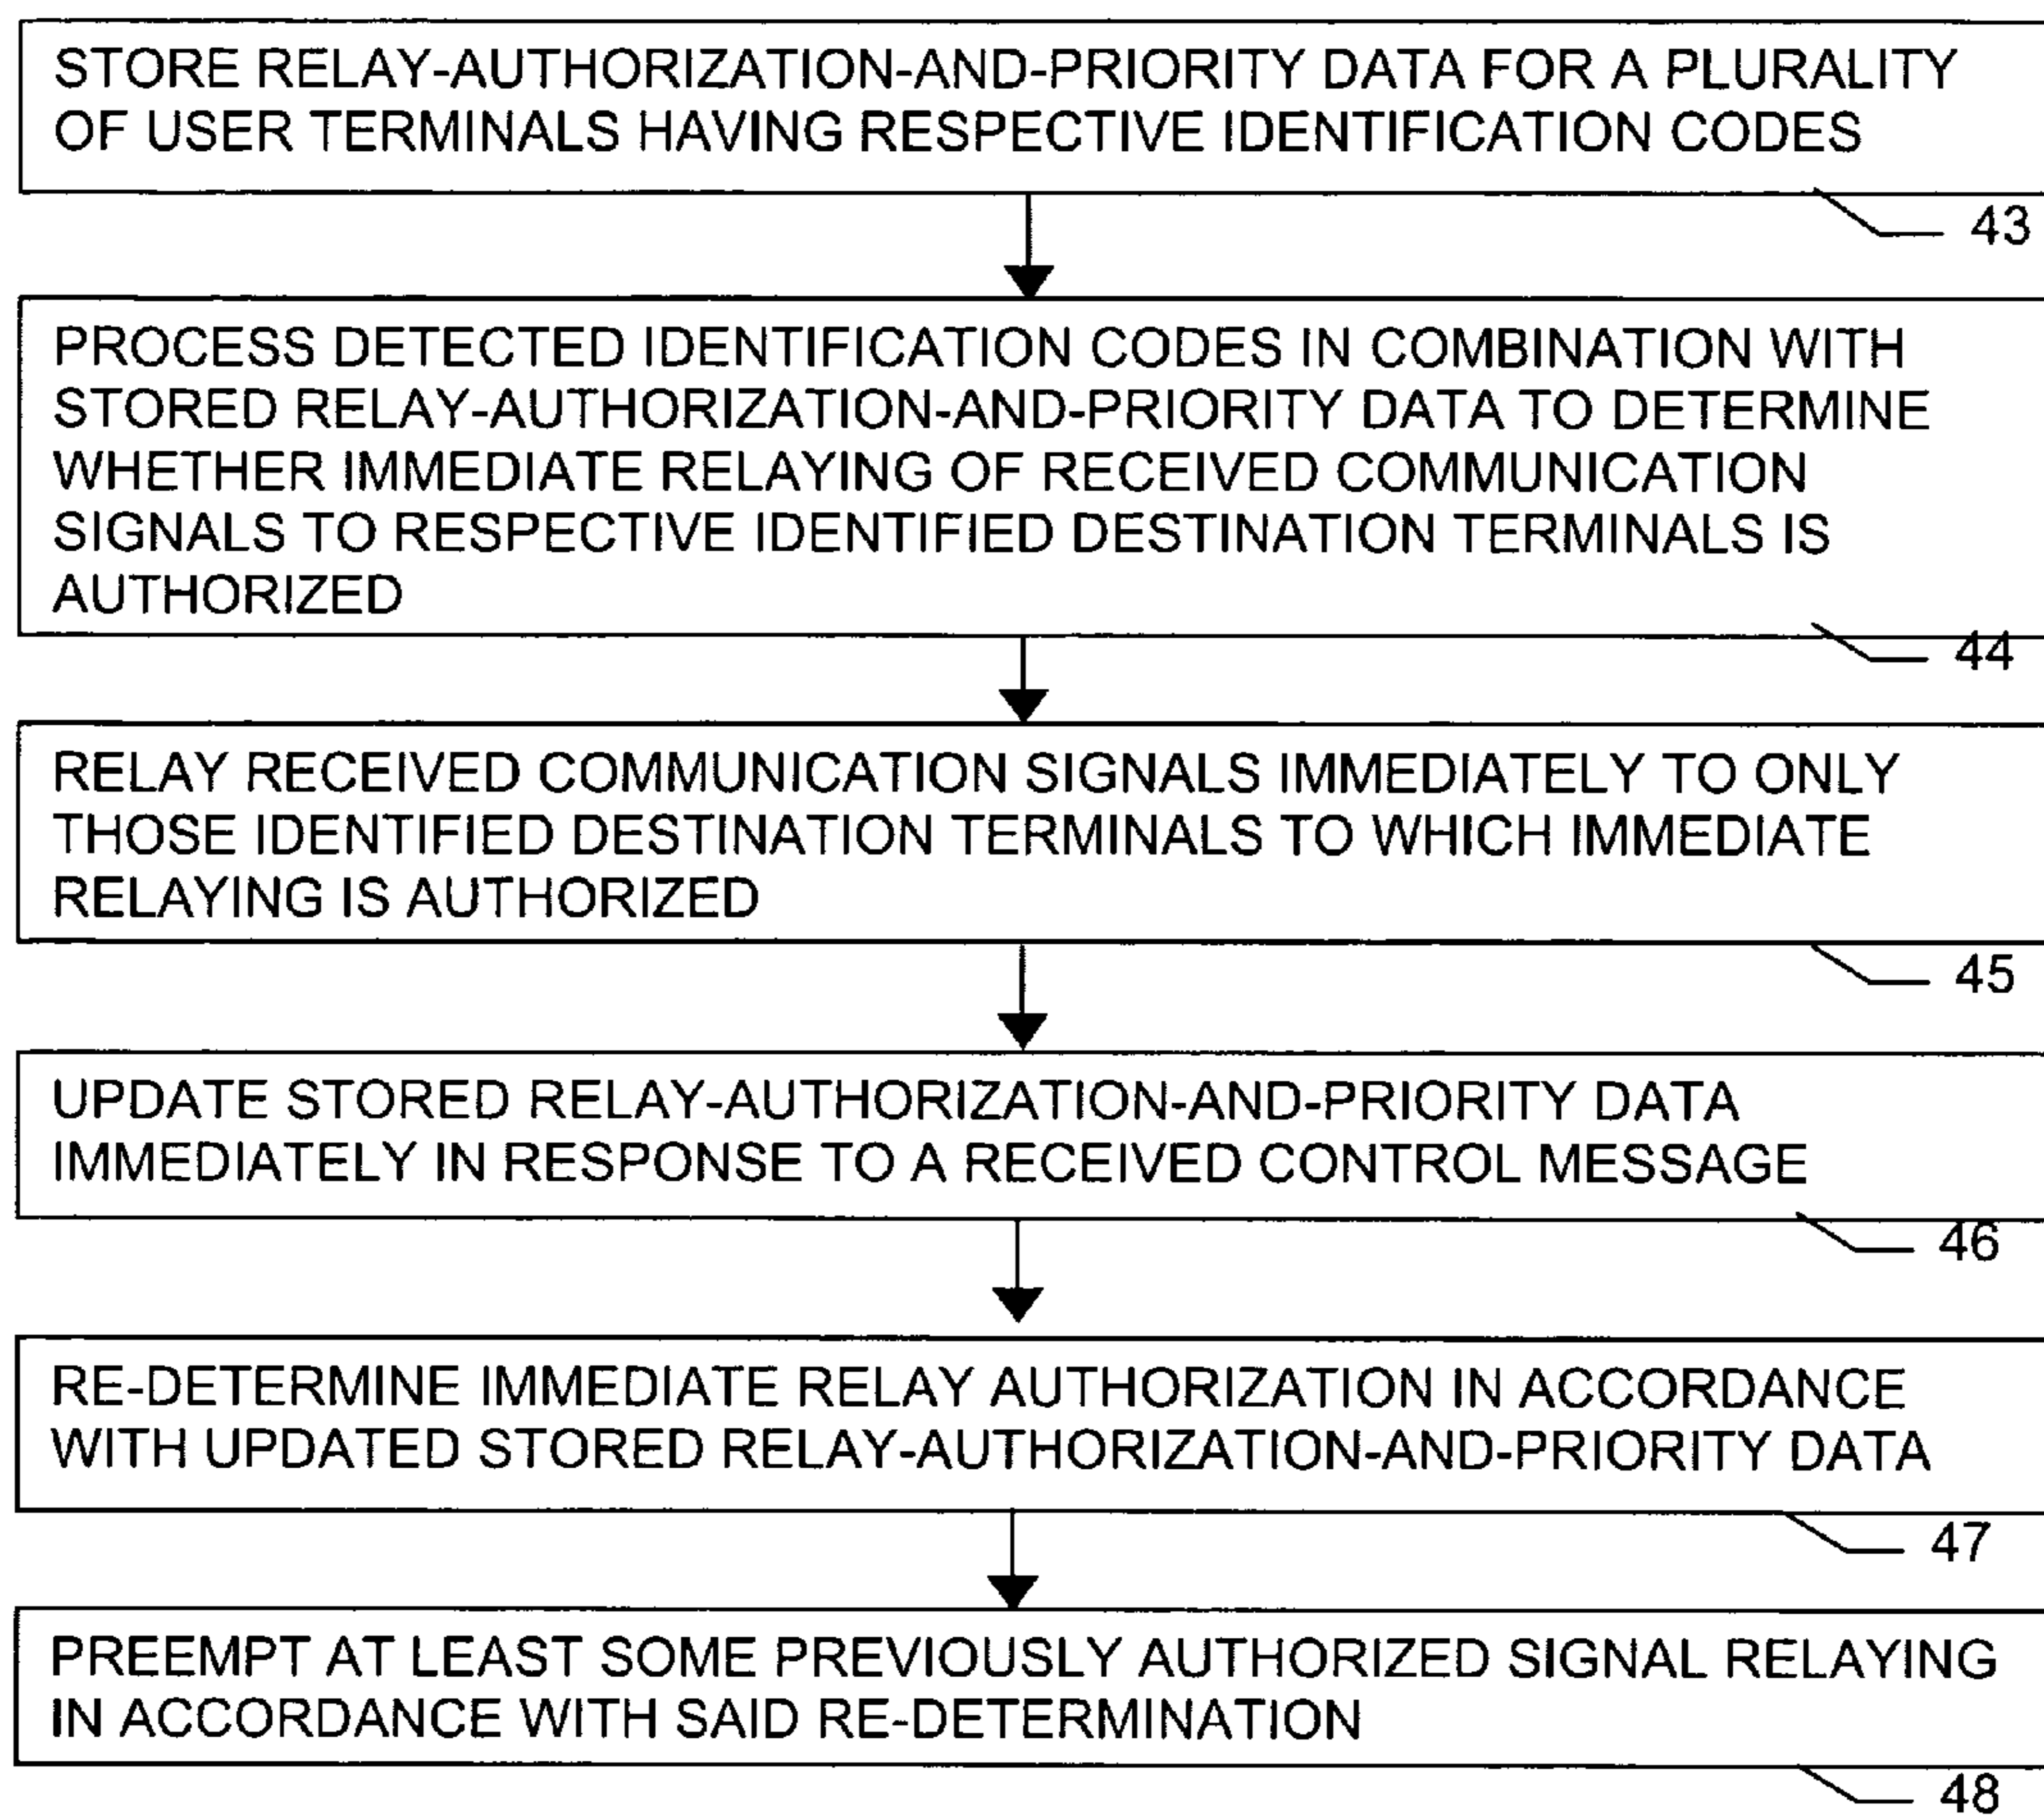 STORE RELAY-AUTHORIZATION-AND-PRIORITY DATA FOR A PLURALITY
OF USER TERMINALS HAVING RESPECTIVE IDENTIFICATION CODES
43
PROCESS DETECTED IDENTIFICATION CODES IN COMBINATION WITH
STORED RELAY-AUTHORIZATION-AND-PRIORITY DATA TO DETERMINE
WHETHER IMMEDIATE RELAYING OF RECEIVED COMMUNICATION
SIGNALS TO RESPECTIVE IDENTIFIED DESTINATION TERMINALS IS
AUTHORIZED
44
RELAY RECEIVED COMMUNICATION SIGNALS IMMEDIATELY TO ONLY
THOSE IDENTIFIED DESTINATION TERMINALS TO WHICH IMMEDIATE
RELAYING IS AUTHORIZED
45
UPDATE STORED RELAY-AUTHORIZATION-AND-PRIORITY DATA
IMMEDIATELY IN RESPONSE TO A RECEIVED CONTROL MESSAGE
46
RE-DETERMINE IMMEDIATE RELAY AUTHORIZATION IN ACCORDANCE
WITH UPDATED STORED RELAY-AUTHORIZATION-AND-PRIORITY DATA
47
PREEMPT AT LEAST SOME PREVIOUSLY AUTHORIZED SIGNAL RELAYING
IN ACCORDANCE WITH SAID RE-DETERMINATION
48